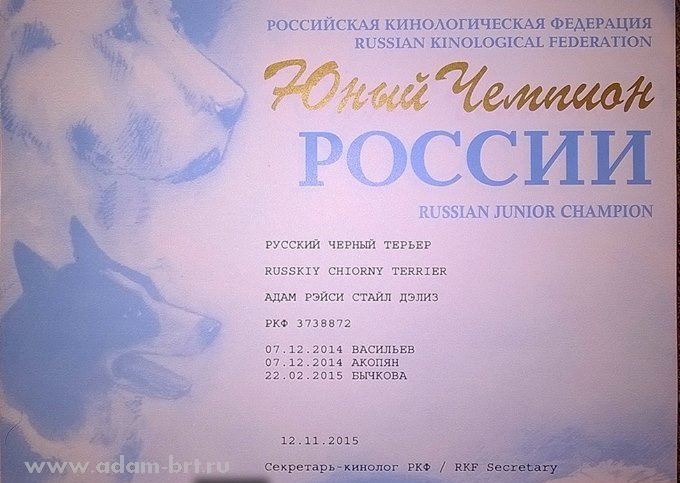 РОССИЙСКАЯ КИНОЛОГИЧЕСКАЯ ФЕДЕРАЦИЯ
RUSSIAN KINOLOGICAL FEDERATION
Юный Чемпион
РОССИИ
RUSSIAN JUNIOR CHAMPION
РУССКИЙ ЧЕРНЫЙ ТЕРЬЕР
RUSSKIY CHIORNY TERRIER
АДАМ РЭЙСИ СТАЙЛ ДЭЛИЗ
РКФ 3738872
07.12.2014 ВАСИЛЬЕВ
07.12.2014 АКОПЯН
22.02.2015 БЫЧКОВА
12.11.2015
Секретарь-кинолог РКФ / RKF Secretary
www.adam-brt.ru